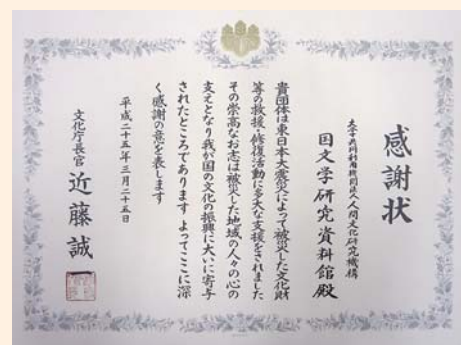 感謝状
大学共同利用機関法人人間文化研究機構
国文学研究資料館殿
貴団体は東日本大震災によって被災した文化財
等の救援・修復活動に多大な支援をされました
その崇高なお志は被災した地域の人々の心の
支えとなり我が国の文化の振興に大いに寄与
されたところであります よってここに深
く感謝の意を表します
平成二十五年三月二十五日
文化庁長官 近藤誠一